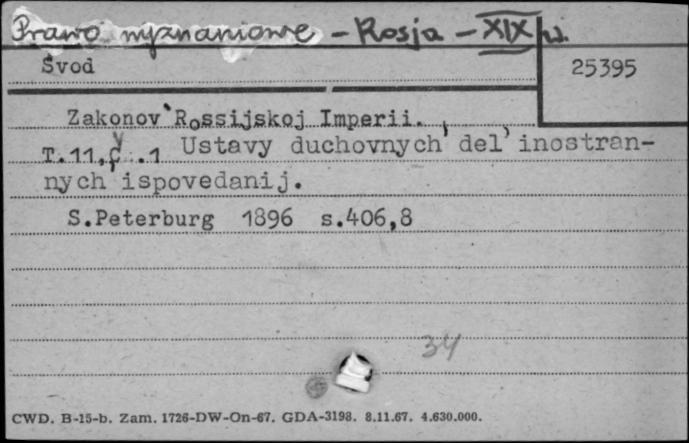 Prawo wyznaniowe - Rosja - XIX w.
Svod
25395
Zakonov Rossijskoj Imperii.
T.11, č.1 Ustavy duchovnych del' inostran-
nych ispovedanij.
S.Peterburg 1896 s.406,8
34
CWD. B-15-b. Zam. 1726-DW-On-67. GDA-3198. 8.11.67. 4.630.000.